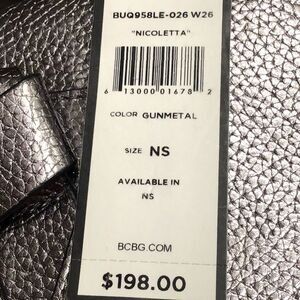 BUQ958LE-026 W26
"NICOLETTA"
6 13000 01678 2
COLOR GUNMETAL
SIZE NS
AVAILABLE IN
NS
BCBG.COM
$198.00